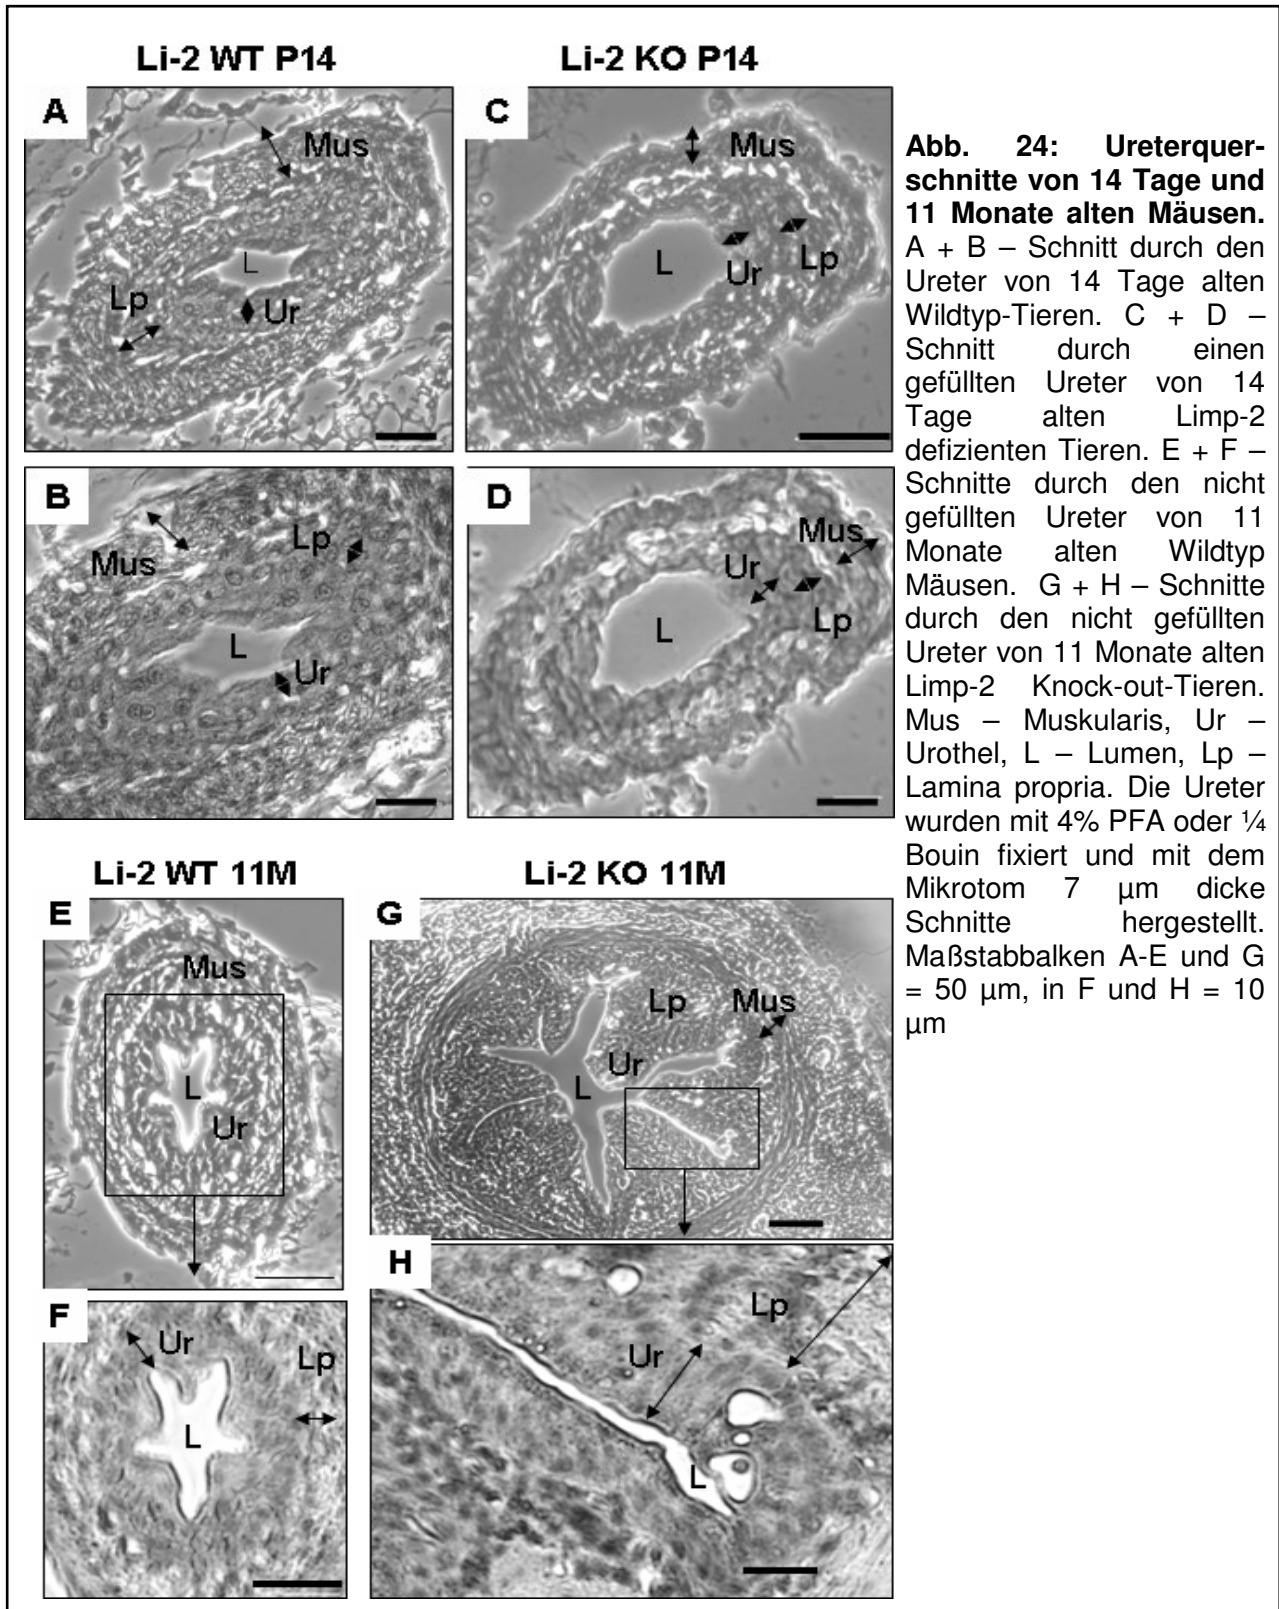 Li-2 WT P14
Li-2 KO P14
A
Mus
L
Lp
Ur
C
Mus
L
Ur
Lp
B
Mus
Lp
L
Ur
D
Mus
Ur
L
Lp
Li-2 WT 11M
Li-2 KO 11M
E
Mus
L
Ur
G
Lp
Mus
Ur
L
F
Ur
Lp
L
H
Lp
Ur
L
Abb. 24: Ureterquer-
schnitte von 14 Tage und
11 Monate alten Mäusen.
A + B – Schnitt durch den
Ureter von 14 Tage alten
Wildtyp-Tieren. C + D –
Schnitt durch einen
gefüllten Ureter von 14
Tage alten Limp-2
defizienten Tieren. E + F –
Schnitte durch den nicht
gefüllten Ureter von 11
Monate alten Wildtyp
Mäusen. G + H – Schnitte
durch den nicht gefüllten
Ureter von 11 Monate alten
Limp-2 Knock-out-Tieren.
Mus – Muskularis, Ur –
Urothel, L – Lumen, Lp –
Lamina propria. Die Ureter
wurden mit 4% PFA oder ¼
Bouin fixiert und mit dem
Mikrotom 7 µm dicke
Schnitte hergestellt.
Maßstabbalken A-E und G
= 50 µm, in F und H = 10
µm